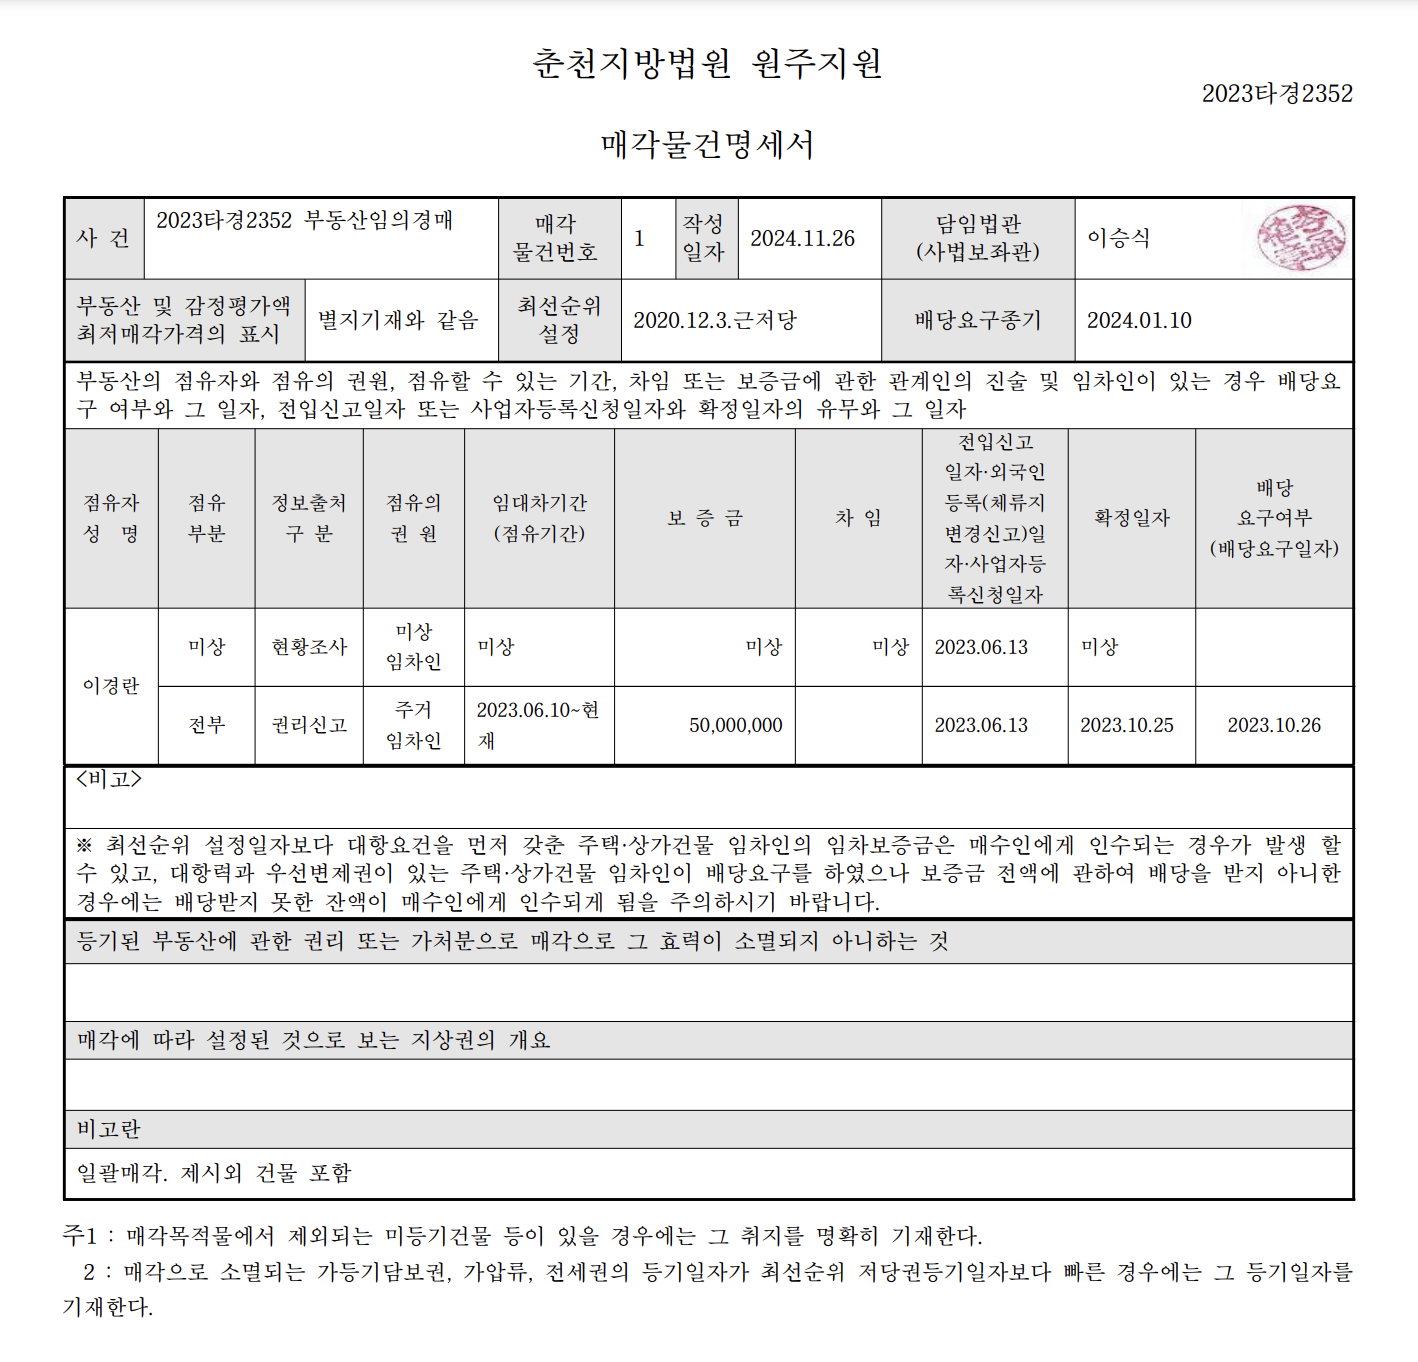 춘천지방법원 원주지원
2023타경2352
매각물건명세서
사 건
2023타경2352 부동산임의경매
매각
물건번호
1
작성
일자
2024.11.26
담임법관
(사법보좌관)
이승식
부동산 및 감정평가액
최저매각가격의 표시
별지기재와 같음
최선순위
설정
2020.12.3.근저당
배당요구종기
2024.01.10
부동산의 점유자와 점유의 권원, 점유할 수 있는 기간, 차임 또는 보증금에 관한 관계인의 진술 및 임차인이 있는 경우 배당요
구 여부와 그 일자, 전입신고일자 또는 사업자등록신청일자와 확정일자의 유무와 그 일자
점유자
성 명
점유
부분
정보출처
구 분
점유의
권 원
임대차기간
(점유기간)
보 증 금
차 임
전입신고
일자·외국인
등록(체류지
변경신고)일
자·사업자등
록신청일자
확정일자
배당
요구여부
(배당요구일자)
이경란
미상
현황조사
미상
임차인
미상
미상
미상
2023.06.13
미상
전부
권리신고
주거
임차인
2023.06.10~현
재
50,000,000
2023.06.13
2023.10.25
2023.10.26
<비고>
※ 최선순위 설정일자보다 대항요건을 먼저 갖춘 주택·상가건물 임차인의 임차보증금은 매수인에게 인수되는 경우가 발생 할
수 있고, 대항력과 우선변제권이 있는 주택·상가건물 임차인이 배당요구를 하였으나 보증금 전액에 관하여 배당을 받지 아니한
경우에는 배당받지 못한 잔액이 매수인에게 인수되게 됨을 주의하시기 바랍니다.
등기된 부동산에 관한 권리 또는 가처분으로 매각으로 그 효력이 소멸되지 아니하는 것
매각에 따라 설정된 것으로 보는 지상권의 개요
비고란
일괄매각. 제시외 건물 포함
주1 : 매각목적물에서 제외되는 미등기건물 등이 있을 경우에는 그 취지를 명확히 기재한다.
2 : 매각으로 소멸되는 가등기담보권, 가압류, 전세권의 등기일자가 최선순위 저당권등기일자보다 빠른 경우에는 그 등기일자를
기재한다.